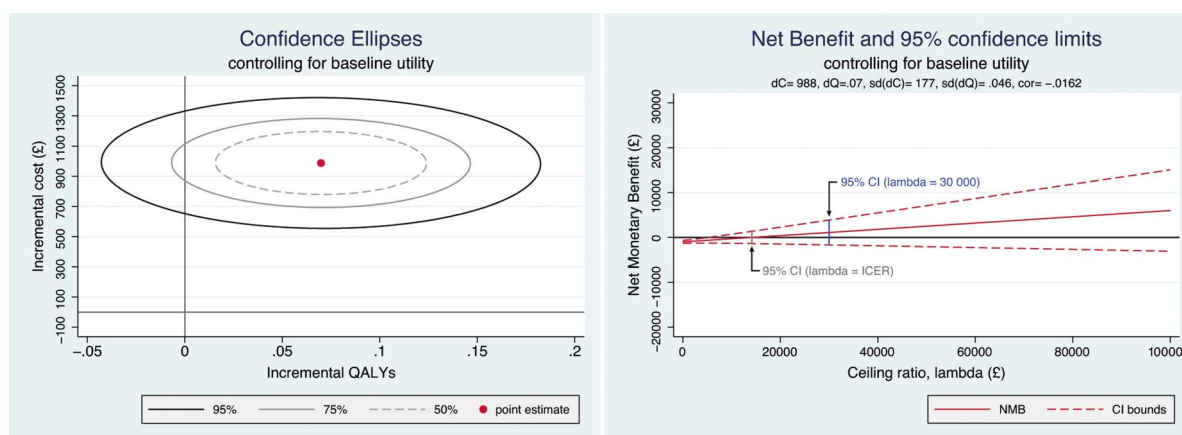 Confidence Ellipses
controlling for baseline utility
Incremental cost (£)
1500
1300
1100
900
700
500
300
100
−100
−.05 0 .05 .1 .15 .2
Incremental QALYs
95% 75% 50% point estimate
Net Benefit and 95% confidence limits
controlling for baseline utility
dC= 988, dQ=.07, sd(dC)= 177, sd(dQ)= .046, cor= −.0162
Net Monetary Benefit (£)
30000
20000
10000
0
−10000
−20000
95% CI (lambda = 30 000)
95% CI (lambda = ICER)
0 20000 40000 60000 80000 10000
Ceiling ratio, lambda (£)
NMB CI bounds